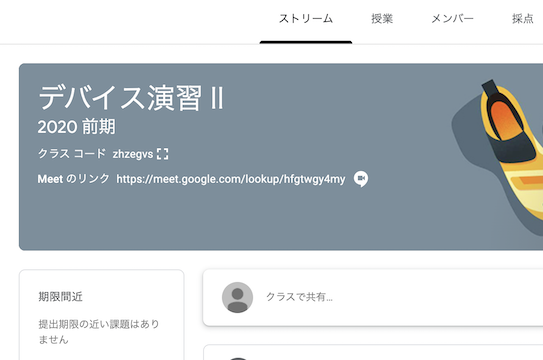 ストリーム 授業 メンバー 採点
デバイス演習 II
2020 前期
クラス コード zhzegvs
Meet のリンク https://meet.google.com/lookup/hfgtwgy4my
期限間近
提出期限の近い課題はあり
ません
クラスで共有...